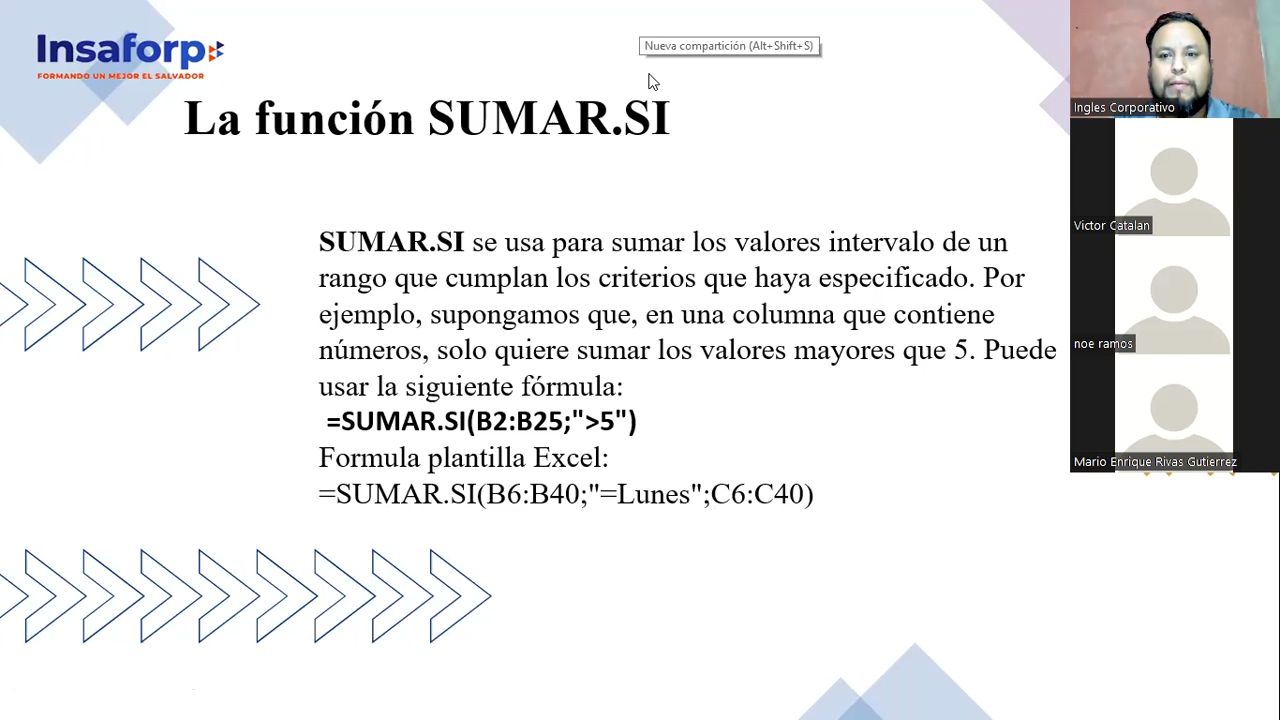 Insaforp
FORMANDO UN MEJOR EL SALVADOR
Nueva compartición (Alt+Shift+S)
La función SUMAR.SI
SUMAR.SI se usa para sumar los valores intervalo de un
rango que cumplan los criterios que haya especificado. Por
ejemplo, supongamos que, en una columna que contiene
números, solo quiere sumar los valores mayores que 5. Puede
usar la siguiente fórmula:
=SUMAR.SI(B2:B25;">5")
Formula plantilla Excel:
=SUMAR.SI(B6:B40;"=Lunes";C6:C40)
Ingles Corporativo
Victor Catalan
noe ramos
Mario Enrique Rivas Gutierrez